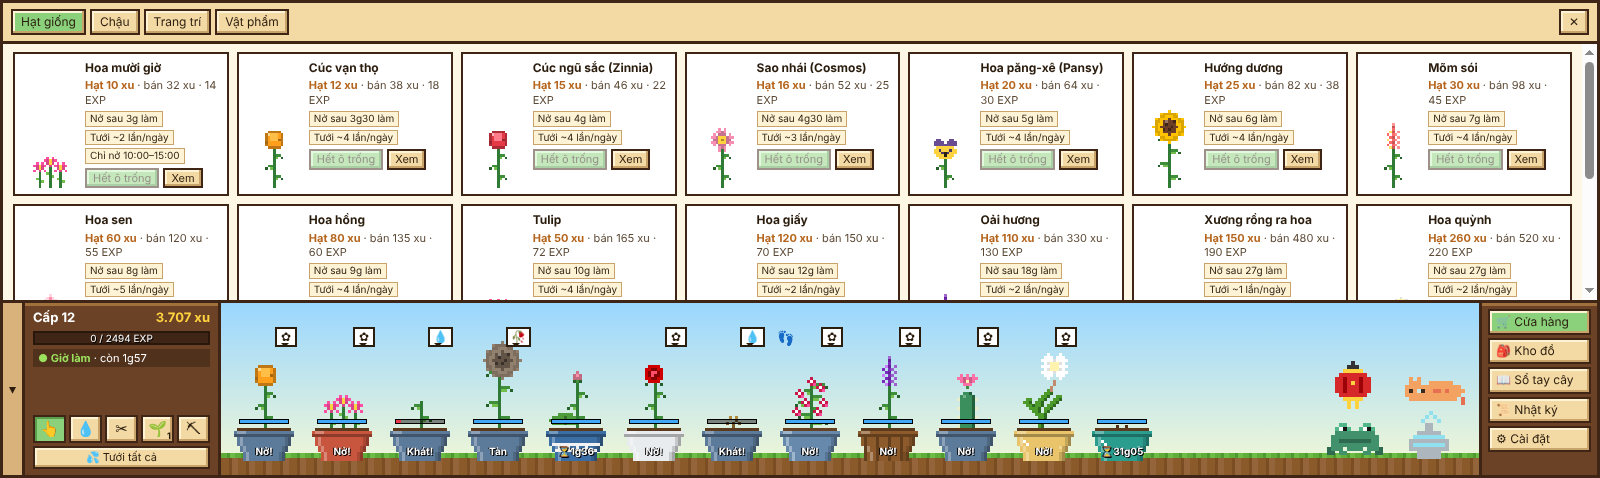 Hạt giống Chậu Trang trí Vật phẩm ×
Hoa mười giờ
Hạt 10 xu · bán 32 xu · 14 EXP
Nở sau 3g làm
Tưới ~2 lần/ngày
Chỉ nở 10:00–15:00
Hết ô trống Xem
Cúc vạn thọ
Hạt 12 xu · bán 38 xu · 18 EXP
Nở sau 3g30 làm
Tưới ~4 lần/ngày
Hết ô trống Xem
Cúc ngũ sắc (Zinnia)
Hạt 15 xu · bán 46 xu · 22 EXP
Nở sau 4g làm
Tưới ~4 lần/ngày
Hết ô trống Xem
Sao nhái (Cosmos)
Hạt 16 xu · bán 52 xu · 25 EXP
Nở sau 4g30 làm
Tưới ~3 lần/ngày
Hết ô trống Xem
Hoa păng-xê (Pansy)
Hạt 20 xu · bán 64 xu · 30 EXP
Nở sau 5g làm
Tưới ~4 lần/ngày
Hết ô trống Xem
Hướng dương
Hạt 25 xu · bán 82 xu · 38 EXP
Nở sau 6g làm
Tưới ~4 lần/ngày
Hết ô trống Xem
Mõm sói
Hạt 30 xu · bán 98 xu · 45 EXP
Nở sau 7g làm
Tưới ~4 lần/ngày
Hết ô trống Xem
Hoa sen
Hạt 60 xu · bán 120 xu · 55 EXP
Nở sau 8g làm
Tưới ~5 lần/ngày
Hoa hồng
Hạt 80 xu · bán 135 xu · 60 EXP
Nở sau 9g làm
Tưới ~4 lần/ngày
Tulip
Hạt 50 xu · bán 165 xu · 72 EXP
Nở sau 10g làm
Tưới ~4 lần/ngày
Hoa giấy
Hạt 120 xu · bán 150 xu · 70 EXP
Nở sau 12g làm
Tưới ~2 lần/ngày
Oải hương
Hạt 110 xu · bán 330 xu · 130 EXP
Nở sau 18g làm
Tưới ~2 lần/ngày
Xương rồng ra hoa
Hạt 150 xu · bán 480 xu · 190 EXP
Nở sau 27g làm
Tưới ~1 lần/ngày
Hoa quỳnh
Hạt 260 xu · bán 520 xu · 220 EXP
Nở sau 27g làm
Tưới ~2 lần/ngày
Cấp 12 3.707 xu
0 / 2494 EXP
Giờ làm · còn 1g57
1
Tưới tất cả
Nở! Nở! Khát! Tàn 1g36 Nở! Khát! Nở! Nở! Nở! Nở! 31g05
Cửa hàng
Kho đồ
Sổ tay cây
Nhật ký
Cài đặt